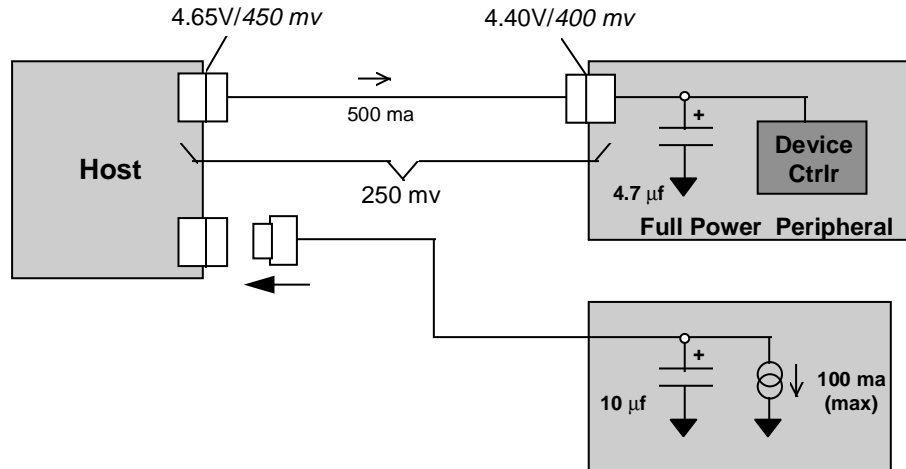 4.65V/450 mv
4.40V/400 mv
500 ma
Host
+
Device
Ctrlr
250 mv
4.7 μf
Full Power Peripheral
+
10 μf
100 ma
(max)